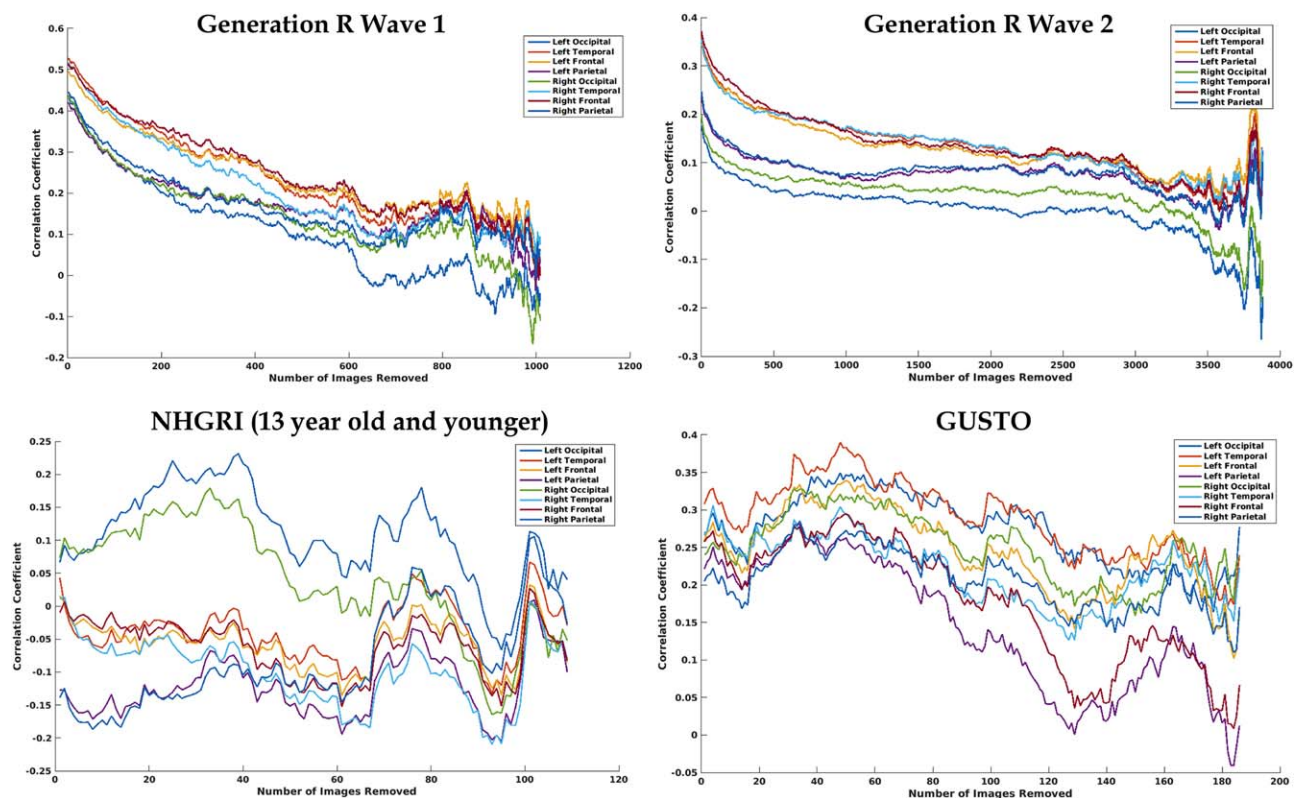 Generation R Wave 1
0.6
0.5
0.4
0.3
0.2
0.1
0
-0.1
-0.2
Correlation Coefficient
0
200
400
600
800
1000
1200
Number of Images Removed
Left Occipital
Left Temporal
Left Frontal
Left Parietal
Right Occipital
Right Temporal
Right Frontal
Right Parietal
Generation R Wave 2
0.4
0.3
0.2
0.1
0
-0.1
-0.2
-0.3
Correlation Coefficient
0
500
1000
1500
2000
2500
3000
3500
4000
Number of Images Removed
Left Occipital
Left Temporal
Left Frontal
Left Parietal
Right Occipital
Right Temporal
Right Frontal
Right Parietal
NHGRI (13 year old and younger)
0.25
0.2
0.15
0.1
0.05
0
-0.05
-0.1
-0.15
-0.2
-0.25
Correlation Coefficient
0
20
40
60
80
100
120
Number of Images Removed
Left Occipital
Left Temporal
Left Frontal
Left Parietal
Right Occipital
Right Temporal
Right Frontal
Right Parietal
GUSTO
0.4
0.35
0.3
0.25
0.2
0.15
0.1
0.05
0
-0.05
Correlation Coefficient
0
20
40
60
80
100
120
140
160
180
200
Number of Images Removed
Left Occipital
Left Temporal
Left Frontal
Left Parietal
Right Occipital
Right Temporal
Right Frontal
Right Parietal